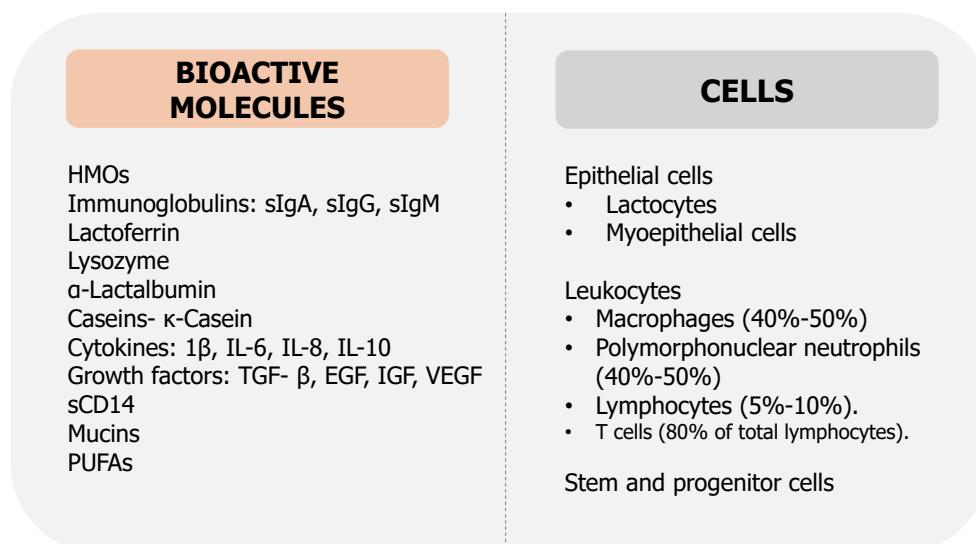 BIOACTIVE
MOLECULES
HMOs
Immunoglobulins: sIgA, sIgG, sIgM
Lactoferrin
Lysozyme
α-Lactalbumin
Caseins- κ-Casein
Cytokines: 1β, IL-6, IL-8, IL-10
Growth factors: TGF- β, EGF, IGF, VEGF
sCD14
Mucins
PUFAs
CELLS
Epithelial cells
• Lactocytes
• Myoepithelial cells
Leukocytes
• Macrophages (40%-50%)
• Polymorphonuclear neutrophils
(40%-50%)
• Lymphocytes (5%-10%).
• T cells (80% of total lymphocytes).
Stem and progenitor cells